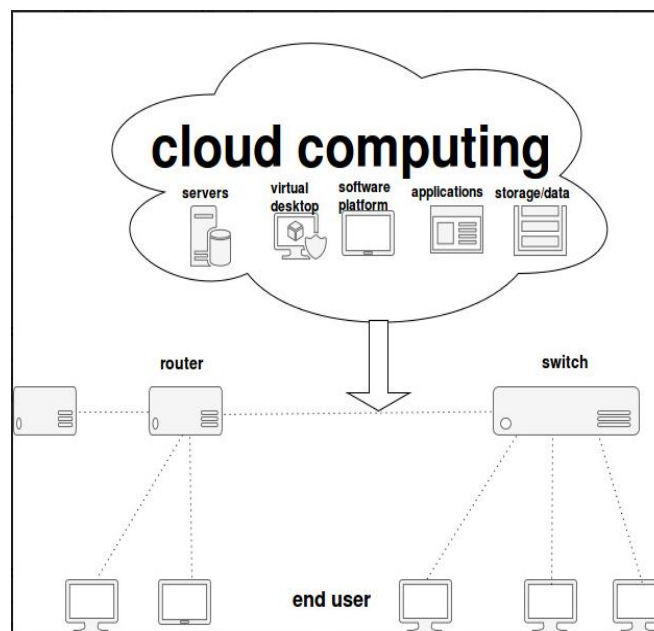 cloud computing
servers
virtual
desktop
software
platform
applications
storage/data
router
switch
end user